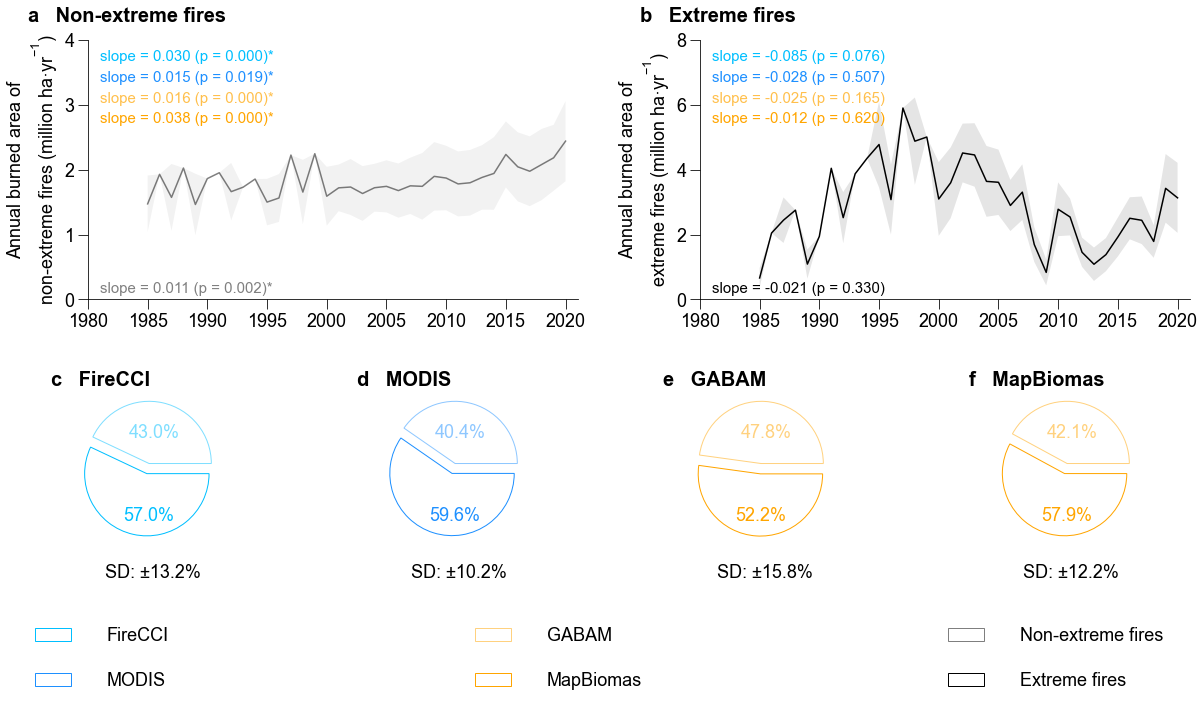 a Non-extreme fires
Annual burned area of
non-extreme fires (million ha·yr⁻¹)
4
3
2
1
0
slope = 0.030 (p = 0.000)*
slope = 0.015 (p = 0.019)*
slope = 0.016 (p = 0.000)*
slope = 0.038 (p = 0.000)*
slope = 0.011 (p = 0.002)*
1980 1985 1990 1995 2000 2005 2010 2015 2020
b Extreme fires
Annual burned area of
extreme fires (million ha·yr⁻¹)
8
6
4
2
0
slope = -0.085 (p = 0.076)
slope = -0.028 (p = 0.507)
slope = -0.025 (p = 0.165)
slope = -0.012 (p = 0.620)
slope = -0.021 (p = 0.330)
1980 1985 1990 1995 2000 2005 2010 2015 2020
c FireCCI
43.0%
57.0%
SD: ±13.2%
d MODIS
40.4%
59.6%
SD: ±10.2%
e GABAM
47.8%
52.2%
SD: ±15.8%
f MapBiomas
42.1%
57.9%
SD: ±12.2%
FireCCI
MODIS
GABAM
MapBiomas
Non-extreme fires
Extreme fires